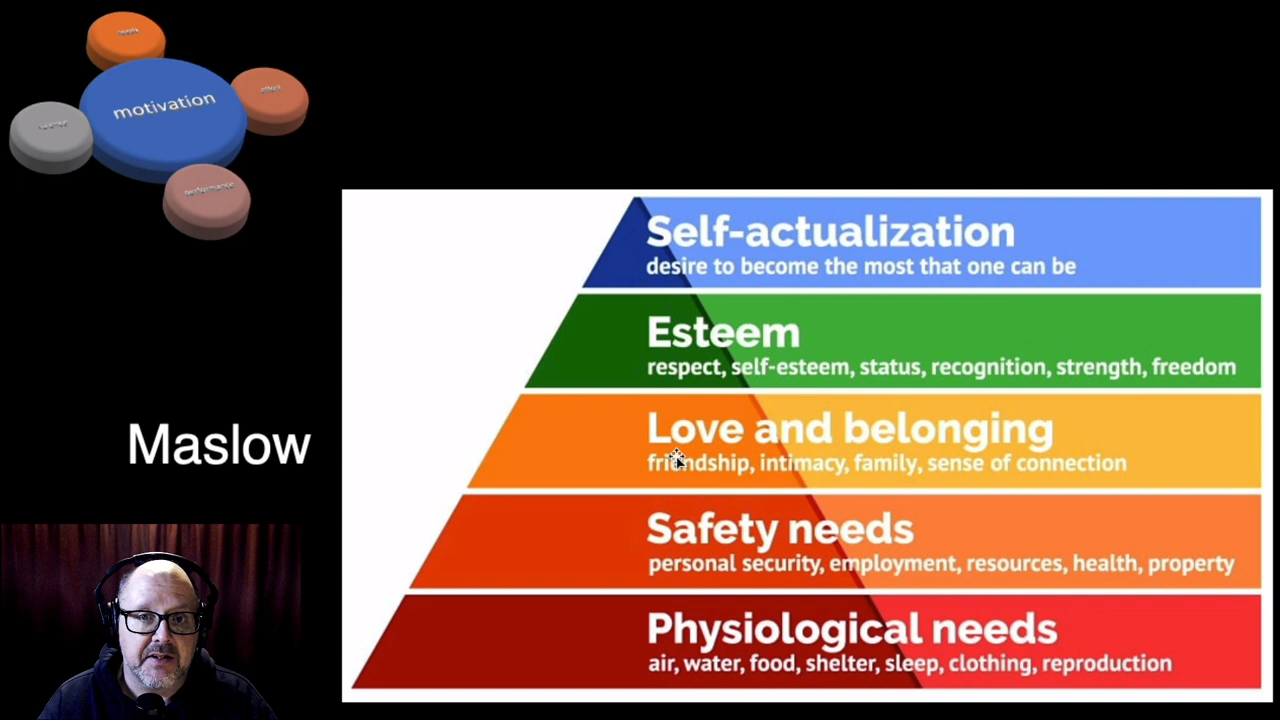 motivation
performance
Maslow
Self-actualization
desire to become the most that one can be
Esteem
respect, self-esteem, status, recognition, strength, freedom
Love and belonging
friendship, intimacy, family, sense of connection
Safety needs
personal security, employment, resources, health, property
Physiological needs
air, water, food, shelter, sleep, clothing, reproduction